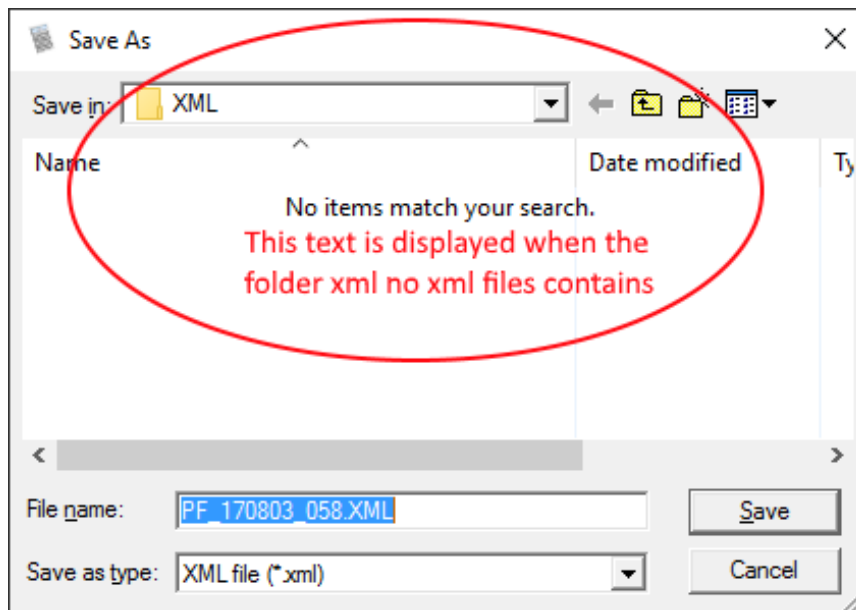 Save As
Save in: XML
Name Date modified Ty
No items match your search.
This text is displayed when the
folder xml no xml files contains
File name: PF_170803_058.XML Save
Save as type: XML file (*.xml) Cancel